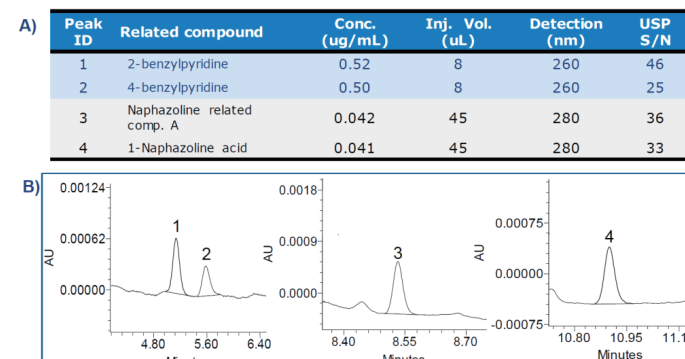 A)
Peak ID Related compound Conc. (ug/mL) Inj. Vol. (uL) Detection (nm) USP S/N
1 2-benzylpyridine 0.52 8 260 46
2 4-benzylpyridine 0.50 8 260 25
3 Naphazoline related comp. A 0.042 45 280 36
4 1-Naphazoline acid 0.041 45 280 33
B)
0.00124
0.00062
0.00000
AU
1
2
4.80 5.60 6.40
0.0018
0.0009
0.0000
AU
3
8.40 8.55 8.70
Minutes
0.00075
0.00000
-0.00075
AU
4
10.80 10.95
Minutes